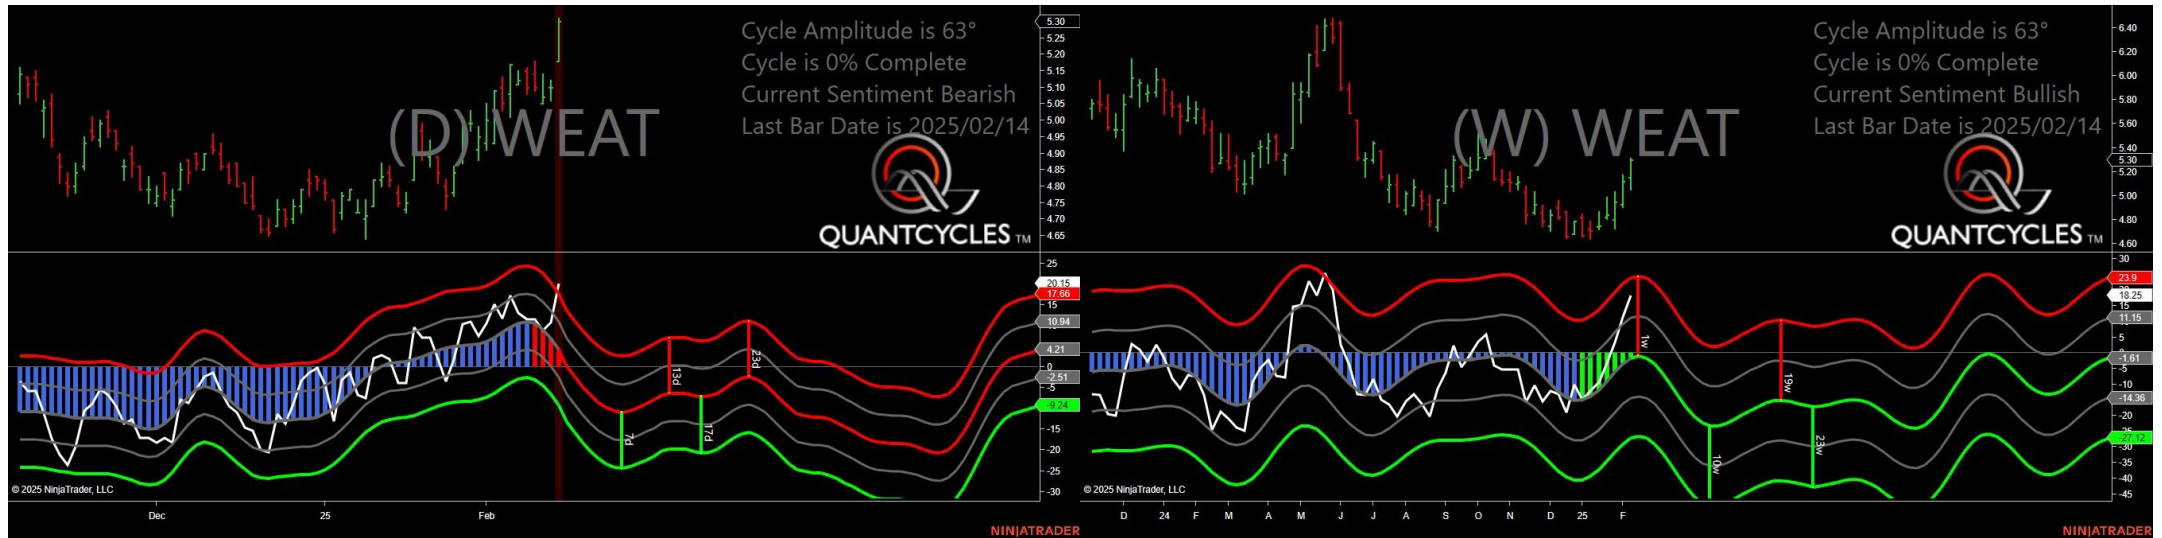 Cycle Amplitude is 63°
Cycle is 0% Complete
Current Sentiment Bearish
Last Bar Date is 2025/02/14
(D) WEAT
QUANTCYCLES TM
5.30
5.25
5.20
5.15
5.10
5.05
5.00
4.95
4.90
4.85
4.80
4.75
4.70
4.65
25
20.15
17.66
15
10.94
4.21
0
-2.51
-5
-9.24
-15
-20
-25
-30
7d
13d
17d
23d
© 2025 NinjaTrader, LLC
Dec
25
Feb
NINJATRADER
Cycle Amplitude is 63°
Cycle is 0% Complete
Current Sentiment Bullish
Last Bar Date is 2025/02/14
(W) WEAT
QUANTCYCLES TM
6.40
6.20
6.00
5.80
5.60
5.40
5.30
5.20
5.00
4.80
4.60
30
23.9
18.25
15
11.15
5
-1.61
-5
-10
-14.36
-20
-27.12
-30
-35
-40
-45
1w
10w
19w
23w
© 2025 NinjaTrader, LLC
D
24
F
M
A
M
J
J
A
S
O
N
D
25
F
NINJATRADER